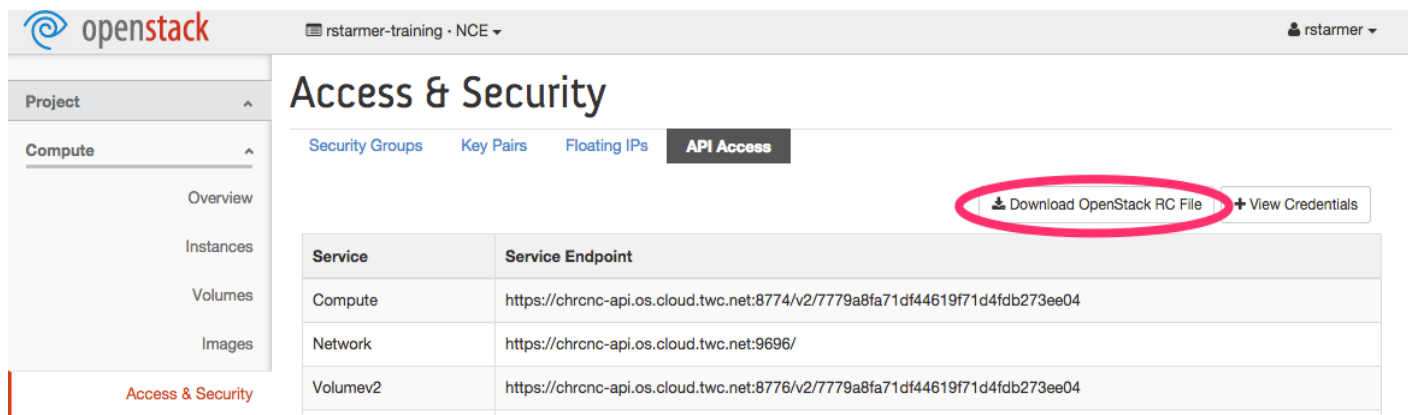 openstack
rstarmer-training · NCE
rstarmer
Project
Compute
Overview
Instances
Volumes
Images
Access & Security
Access & Security
Security Groups Key Pairs Floating IPs API Access
Download OpenStack RC File + View Credentials
Service Service Endpoint
Compute https://chrcnc-api.os.cloud.twc.net:8774/v2/7779a8fa71df44619f71d4fdb273ee04
Network https://chrcnc-api.os.cloud.twc.net:9696/
Volumev2 https://chrcnc-api.os.cloud.twc.net:8776/v2/7779a8fa71df44619f71d4fdb273ee04